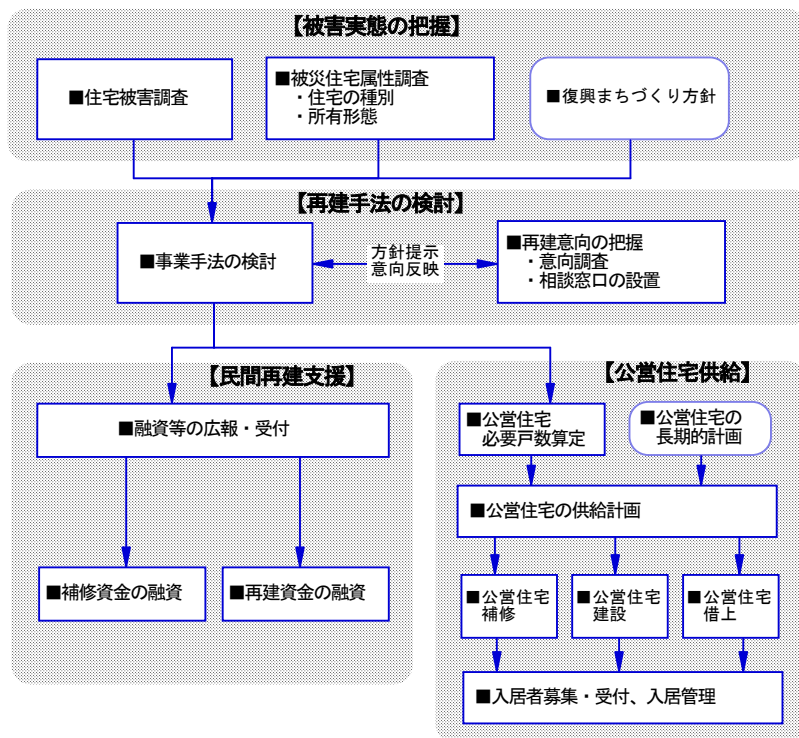 【被害実態の把握】
■住宅被害調査
■被災住宅属性調査
・住宅の種別
・所有形態
■復興まちづくり方針
【再建手法の検討】
■事業手法の検討
方針提示
意向反映
■再建意向の把握
・意向調査
・相談窓口の設置
【民間再建支援】
■融資等の広報・受付
■補修資金の融資
■再建資金の融資
【公営住宅供給】
■公営住宅
必要戸数算定
■公営住宅の
長期的計画
■公営住宅の供給計画
■公営住宅
補修
■公営住宅
建設
■公営住宅
借上
■入居者募集・受付、入居管理